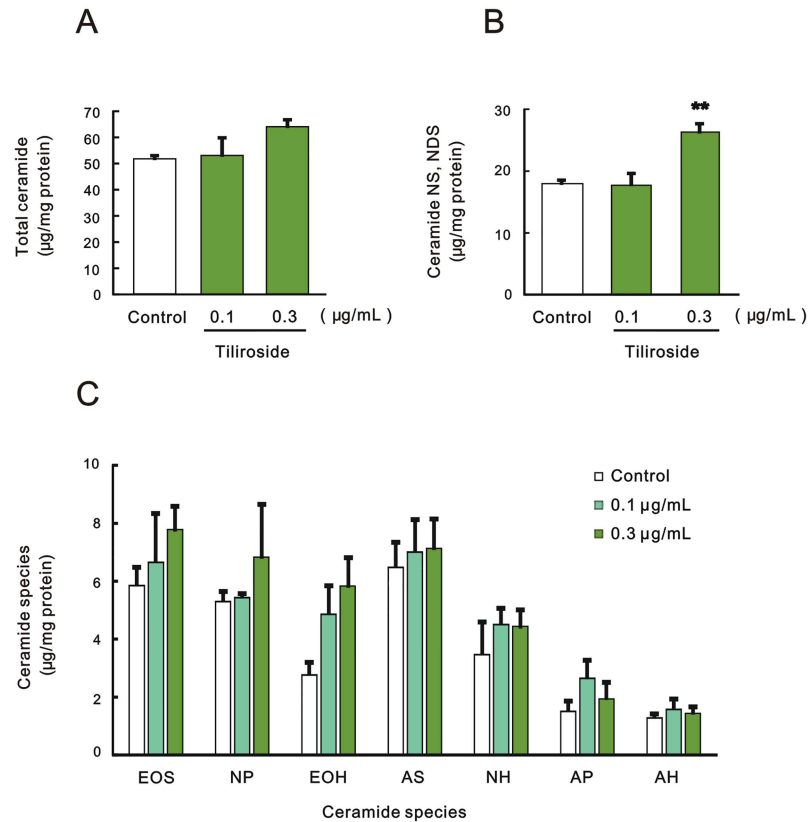 A
Total ceramide
(µg/mg protein)
70
60
50
40
30
20
10
0
Control
0.1
0.3
( µg/mL)
Tiliroside
B
Ceramide NS, NDS
(µg/mg protein)
30
20
10
0
**
Control
0.1
0.3
( µg/mL)
Tiliroside
C
Ceramide species
(µg/mg protein)
10
8
6
4
2
0
Control
0.1 µg/mL
0.3 µg/mL
EOS NP EOH AS NH AP AH
Ceramide species